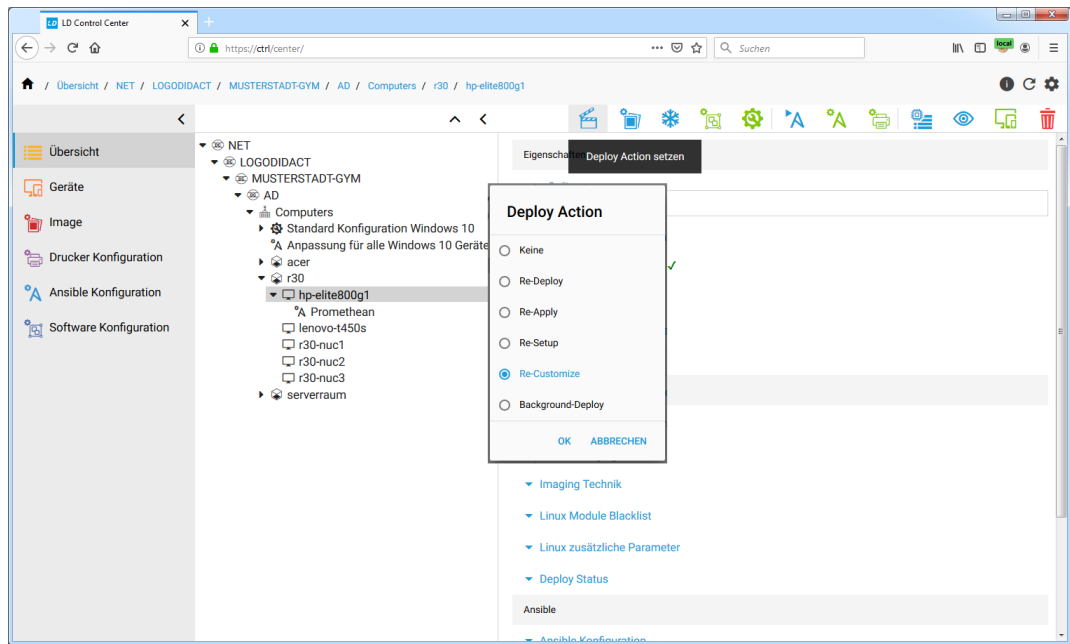 LD LD Control Center
https://ctrl/center/
Suchen
local
/ Übersicht / NET / LOGODIDACT / MUSTERSTADT-GYM / AD / Computers / r30 / hp-elite800g1
Übersicht
Geräte
Image
Drucker Konfiguration
Ansible Konfiguration
Software Konfiguration
NET
LOGODIDACT
MUSTERSTADT-GYM
AD
Computers
Standard Konfiguration Windows 10
Anpassung für alle Windows 10 Geräte
acer
r30
hp-elite800g1
Promethean
lenovo-t450s
r30-nuc1
r30-nuc2
r30-nuc3
serverraum
Deploy Action setzen
Deploy Action
Keine
Re-Deploy
Re-Apply
Re-Setup
Re-Customize
Background-Deploy
OK ABBRECHEN
Imaging Technik
Linux Module Blacklist
Linux zusätzliche Parameter
Deploy Status
Ansible
Ansible Konfiguration